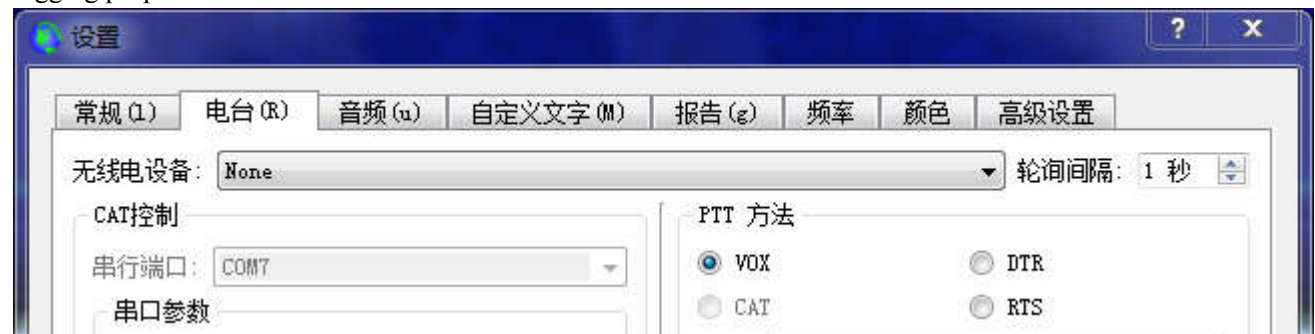 设置
? x
常规(l) 电台(R) 音频(u) 自定义文字(M) 报告(g) 频率 颜色 高级设置
无线电设备: None 轮询间隔: 1 秒
CAT控制 PTT 方法
串行端口: COM7 VOX DTR
串口参数 CAT RTS